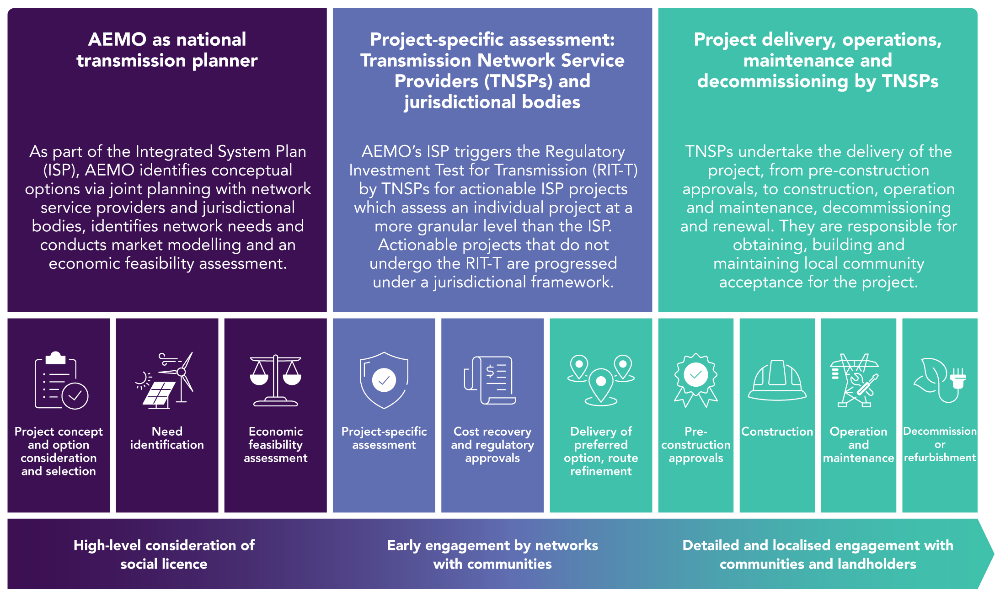 AEMO as national
transmission planner
As part of the Integrated System Plan
(ISP), AEMO identifies conceptual
options via joint planning with network
service providers and jurisdictional
bodies, identifies network needs and
conducts market modelling and an
economic feasibility assessment.
Project-specific assessment:
Transmission Network Service
Providers (TNSPs) and
jurisdictional bodies
AEMO’s ISP triggers the Regulatory
Investment Test for Transmission (RIT-T)
by TNSPs for actionable ISP projects
which assess an individual project at a
more granular level than the ISP.
Actionable projects that do not
undergo the RIT-T are progressed
under a jurisdictional framework.
Project delivery, operations,
maintenance and
decommissioning by TNSPs
TNSPs undertake the delivery of the
project, from pre-construction
approvals, to construction, operation
and maintenance, decommissioning
and renewal. They are responsible for
obtaining, building and
maintaining local community
acceptance for the project.
Project concept
and option
consideration
and selection
Need
identification
Economic
feasibility
assessment
Project-specific
assessment
$
Cost recovery
and regulatory
approvals
Delivery of
preferred
option, route
refinement
Pre-
construction
approvals
Construction
Operation
and
maintenance
Decommission
or
refurbishment
High-level consideration of
social licence
Early engagement by networks
with communities
Detailed and localised engagement with
communities and landholders